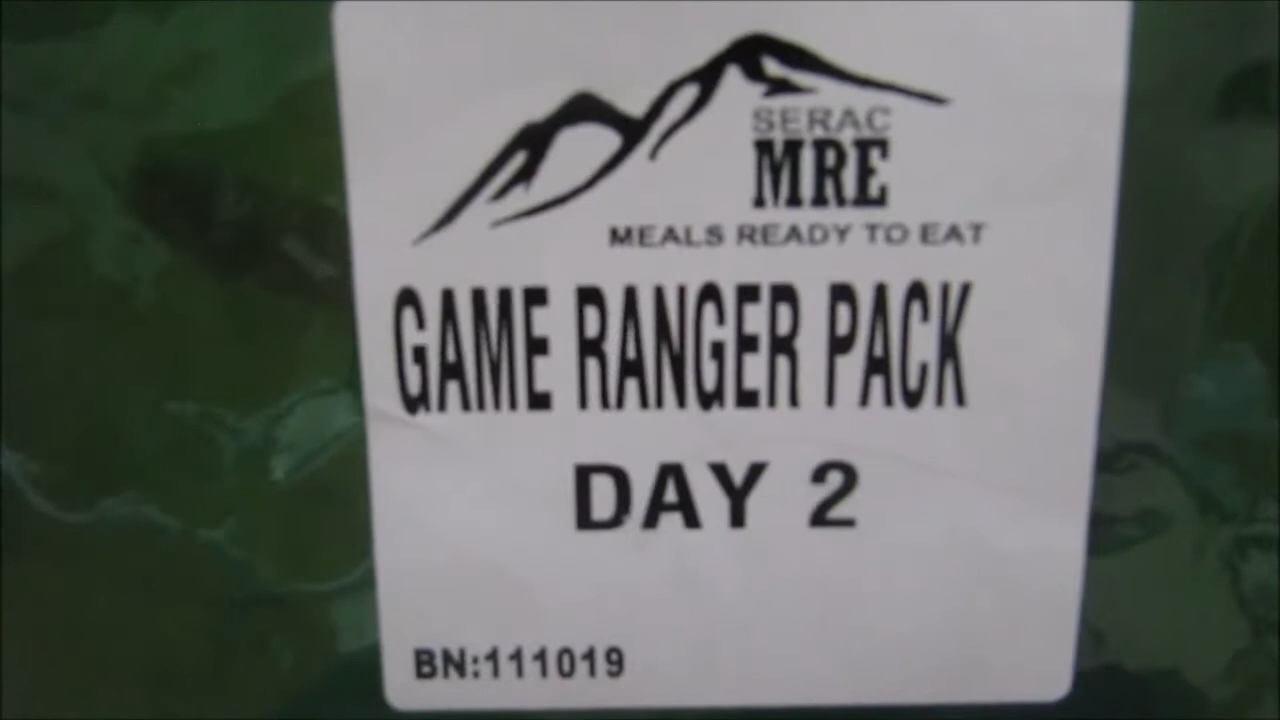 SERAC
MRE
MEALS READY TO EAT
GAME RANGER PACK
DAY 2
BN:111019